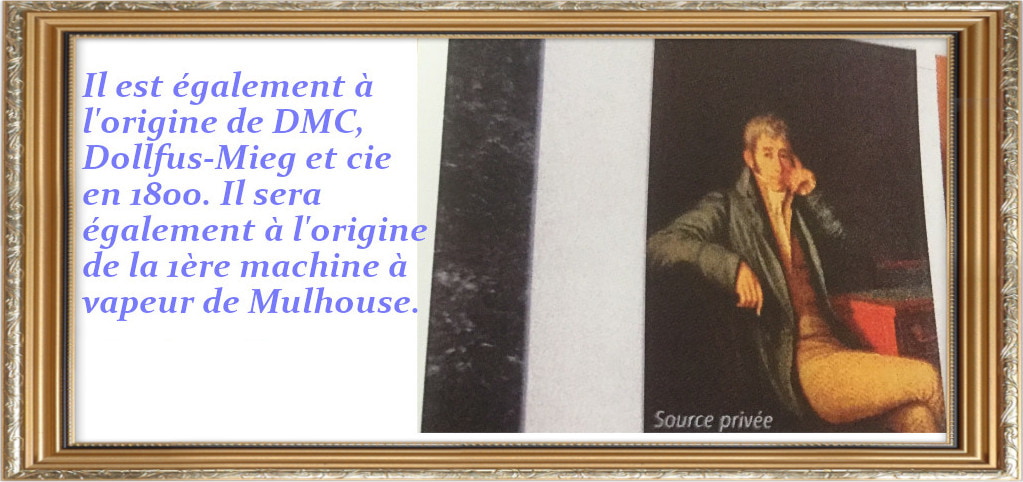 Il est également à
l'origine de DMC,
Dollfus-Mieg et cie
en 1800. Il sera
également à l'origine
de la 1ère machine à
vapeur de Mulhouse.
Source privée